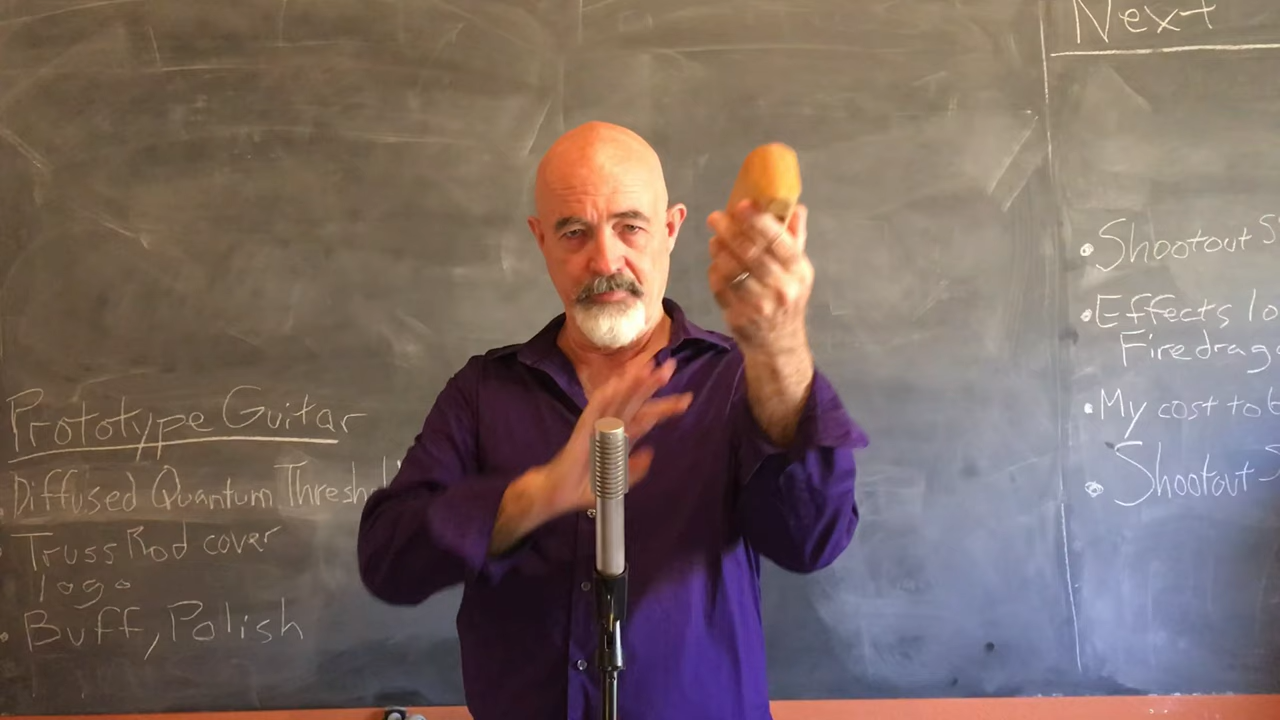 Prototype Guitar
Diffused Quantum Thresh
Truss Rod cover
logo
Buff, Polish
Next
• Shootout S
• Effects lo
Firedrag
• My cost to
• Shootout S